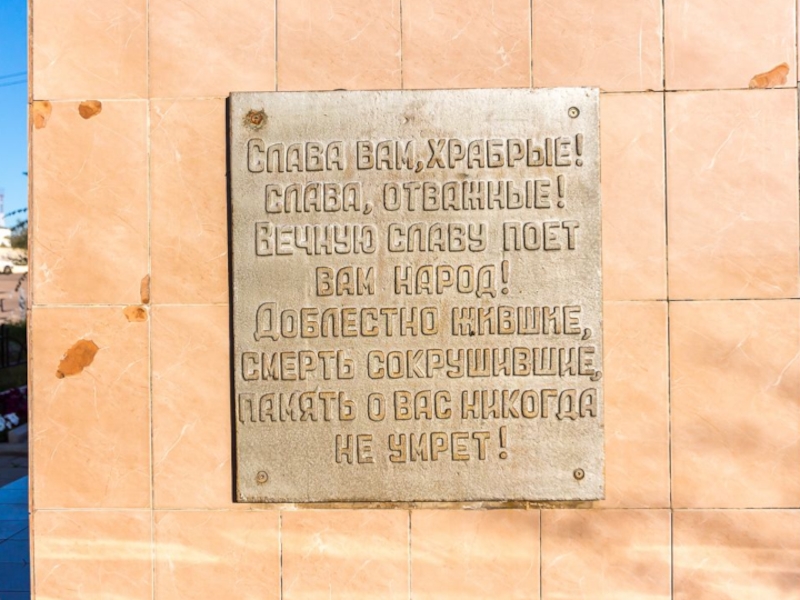 Слава вам, храбрые!
слава, отважные!
Вечную славу поет
вам народ!
Доблестно жившие,
смерть сокрушившие,
память о вас никогда
не умрет!